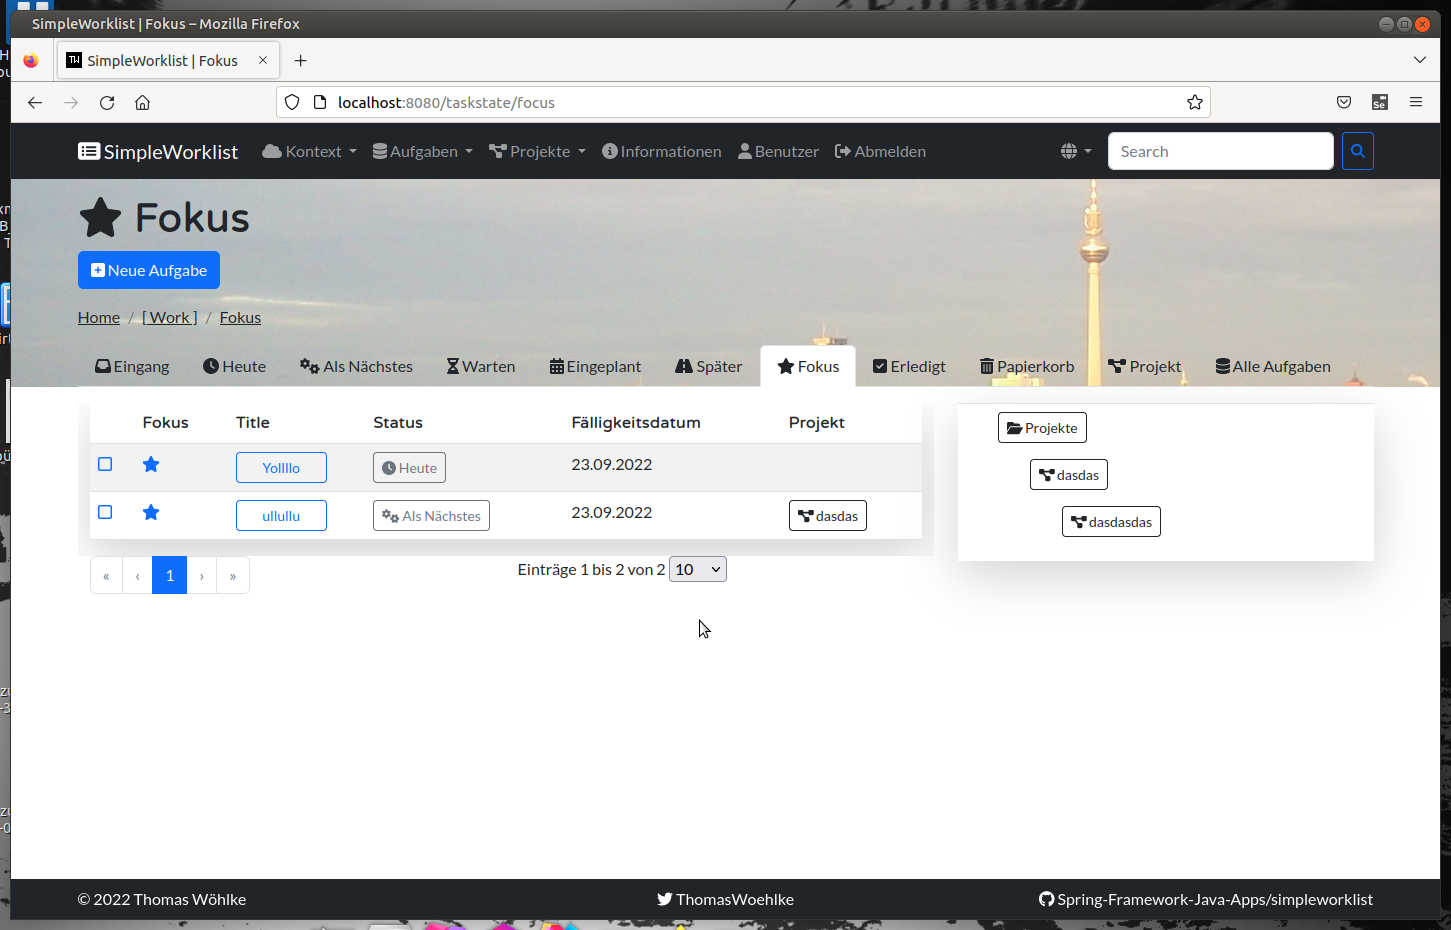 SimpleWorklist | Fokus – Mozilla Firefox
TW SimpleWorklist | Fokus
localhost:8080/taskstate/focus
Se
SimpleWorklist Kontext Aufgaben Projekte Informationen Benutzer Abmelden Search
Fokus
Neue Aufgabe
Home / [ Work ] / Fokus
Eingang Heute Als Nächstes Warten Eingeplant Später Fokus Erledigt Papierkorb Projekt Alle Aufgaben
Fokus Title Status Fälligkeitsdatum Projekt
Yollllo Heute 23.09.2022
ullullu Als Nächstes 23.09.2022 dasdas
« ‹ 1 › » Einträge 1 bis 2 von 2 10
Projekte
dasdas
dasdasdas
© 2022 Thomas Wöhlke ThomasWoehlke Spring-Framework-Java-Apps/simpleworklist